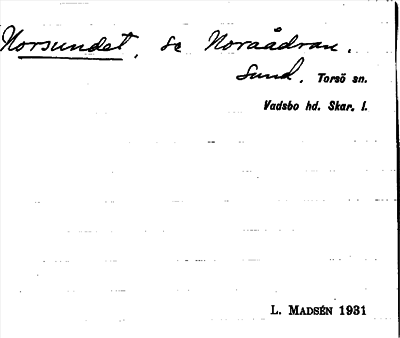 Norsundet, se Noraådran.
Sund. Torsö sn.
Vadsbo hd. Skar. l.
L. MADSÉN 1931